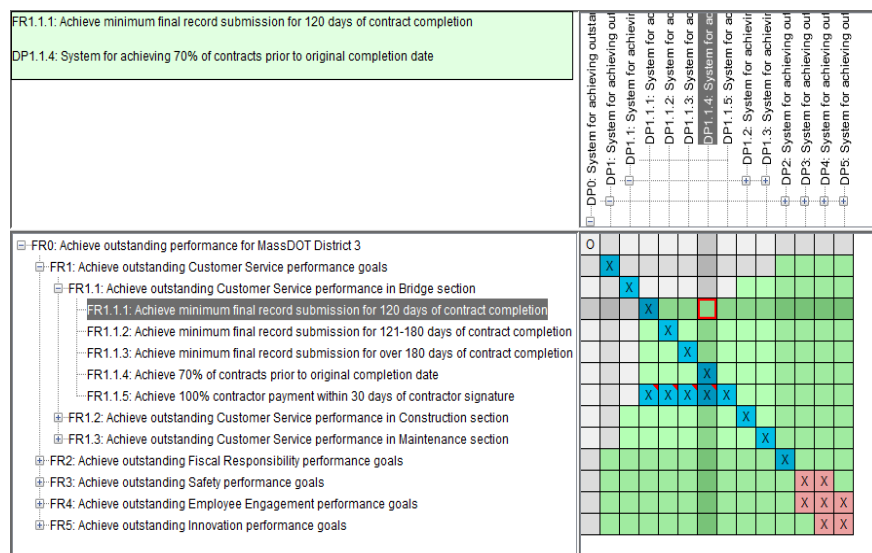 FR1.1.1: Achieve minimum final record submission for 120 days of contract completion
DP1.1.4: System for achieving 70% of contracts prior to original completion date
DP0: System for achieving outstar
DP1: System for achieving out
DP1.1: System for achievin
DP1.1.1: System for ac
DP1.1.2: System for ac
DP1.1.3: System for ac
DP1.1.4: System for ac
DP1.1.5: System for ac
DP1.2: System for achievin
DP1.3: System for achievin
DP2: System for achieving out
DP3: System for achieving out
DP4: System for achieving out
DP5: System for achieving out
FR0: Achieve outstanding performance for MassDOT District 3
O
FR1: Achieve outstanding Customer Service performance goals
X
FR1.1: Achieve outstanding Customer Service performance in Bridge section
X
FR1.1.1: Achieve minimum final record submission for 120 days of contract completion
X
FR1.1.2: Achieve minimum final record submission for 121-180 days of contract completion
X
FR1.1.3: Achieve minimum final record submission for over 180 days of contract completion
X
FR1.1.4: Achieve 70% of contracts prior to original completion date
X
FR1.1.5: Achieve 100% contractor payment within 30 days of contractor signature
X X X X X
FR1.2: Achieve outstanding Customer Service performance in Construction section
X
FR1.3: Achieve outstanding Customer Service performance in Maintenance section
X
FR2: Achieve outstanding Fiscal Responsibility performance goals
X
FR3: Achieve outstanding Safety performance goals
X X
FR4: Achieve outstanding Employee Engagement performance goals
X X X
FR5: Achieve outstanding Innovation performance goals
X X